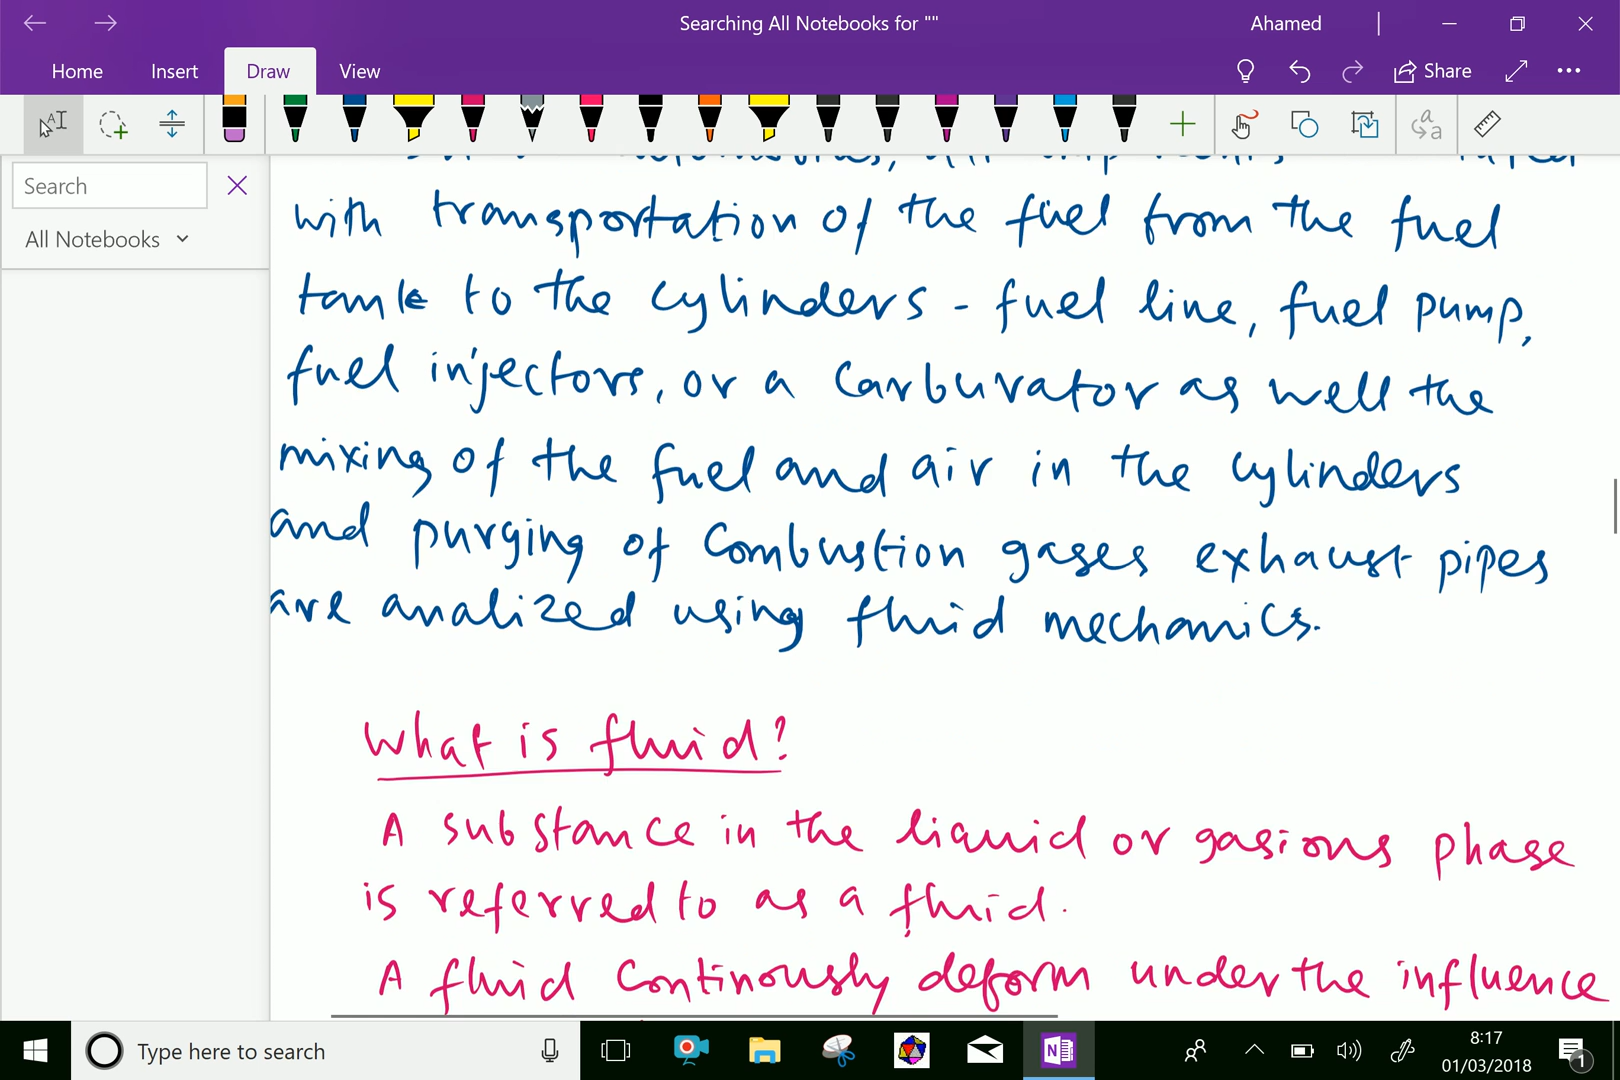 Searching All Notebooks for ""
Ahamed
Home
Insert
Draw
View
Share
Search
All Notebooks
with transportation of the fuel from the fuel
tank to the cylinders - fuel line, fuel pump,
fuel injectors, or a carburator as well the
mixing of the fuel and air in the cylinders
and purging of combustion gases exhaust pipes
are analized using fluid mechanics.
What is fluid?
A substance in the liquid or gasious phase
is referred to as a fluid.
A fluid continously deform under the influence
Type here to search
8:17
01/03/2018
1